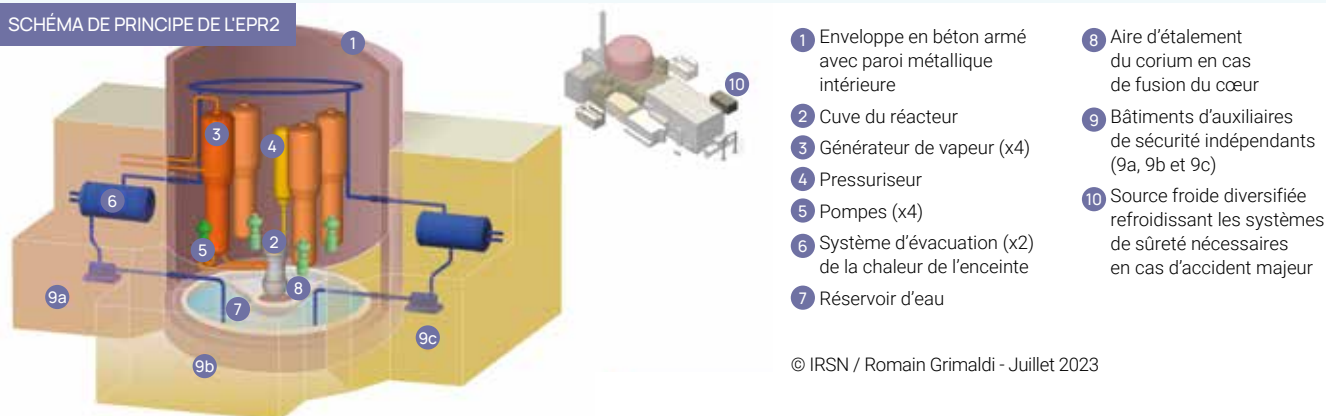 SCHÉMA DE PRINCIPE DE L'EPR2
1
10
3
4
6
2
5
8
7
9a
9c
9b
1 Enveloppe en béton armé
avec paroi métallique
intérieure
2 Cuve du réacteur
3 Générateur de vapeur (x4)
4 Pressuriseur
5 Pompes (x4)
6 Système d'évacuation (x2)
de la chaleur de l'enceinte
7 Réservoir d'eau
8 Aire d'étalement
du corium en cas
de fusion du cœur
9 Bâtiments d'auxiliaires
de sécurité indépendants
(9a, 9b et 9c)
10 Source froide diversifiée
refroidissant les systèmes
de sûreté nécessaires
en cas d'accident majeur
© IRSN / Romain Grimaldi - Juillet 2023